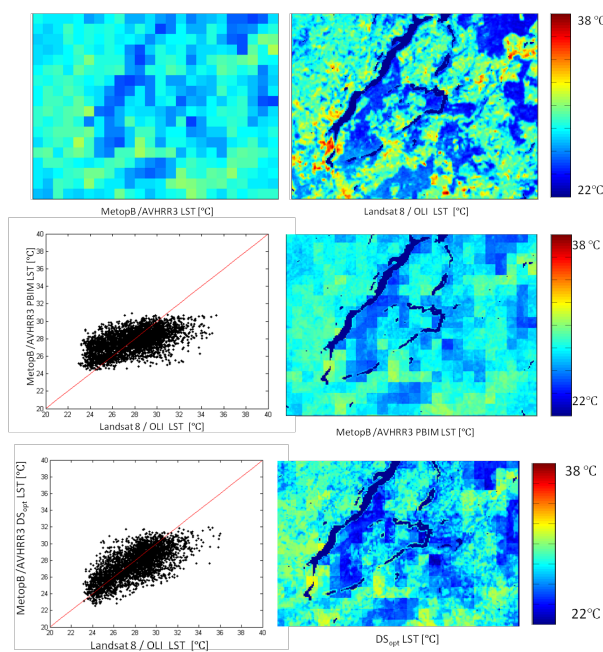 38 °C
22°C
MetopB/AVHRR3 LST [°C]
Landsat 8 / OLI LST [°C]
MetopB /AVHRR3 PBIM LST [°C]
40
38
36
34
32
30
28
26
24
22
20
20 22 24 26 28 30 32 34 36 38 40
Landsat 8 / OLI LST [°C]
38 °C
22°C
MetopB/AVHRR3 PBIM LST [°C]
MetopB /AVHRR3 DSopt LST [°C]
40
38
36
34
32
30
28
26
24
22
20
20 22 24 26 28 30 32 34 36 38 40
Landsat 8 / OLI LST [°C]
38 °C
22°C
DSopt LST [°C]